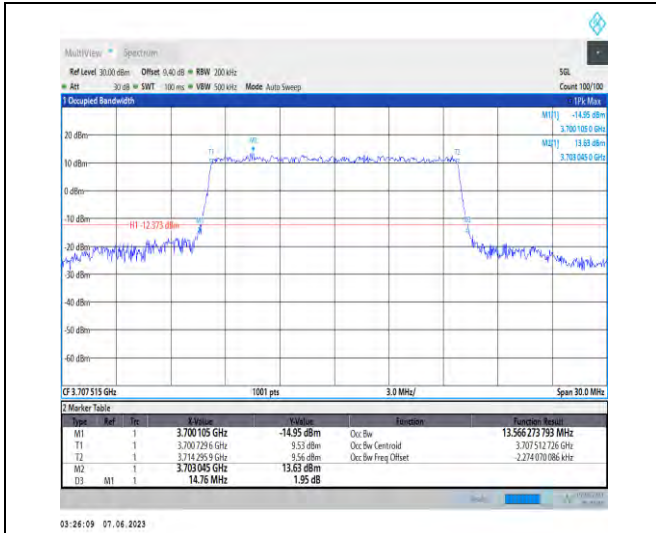 MultiView Spectrum
Ref Level 30.00 dBm Offset 9.40 dB RBW 200 kHz SGL
Att 30 dB SWT 100 ms VBW 500 kHz Mode Auto Sweep Count 100/100
1 Occupied Bandwidth 1Pk Max
M1[1] -14.95 dBm
3.700 105 0 GHz
M2[1] 13.63 dBm
3.703 045 0 GHz
20 dBm
M2
T1 T2
10 dBm
0 dBm
-10 dBm
H1 -12.373 dBm
-20 dBm
-30 dBm
-40 dBm
-50 dBm
-60 dBm
CF 3.707 515 GHz 1001 pts 3.0 MHz/ Span 30.0 MHz
2 Marker Table
Type Ref Trc X-Value Y-Value Function Function Result
M1 1 3.700 105 GHz -14.95 dBm Occ Bw 13.566 273 793 MHz
T1 1 3.700 729 6 GHz 9.53 dBm Occ Bw Centroid 3.707 512 726 GHz
T2 1 3.714 295 9 GHz 9.56 dBm Occ Bw Freq Offset -2.274 070 086 kHz
M2 1 3.703 045 GHz 13.63 dBm
D3 M1 1 14.76 MHz 1.95 dB
03:26:09 07.06.2023